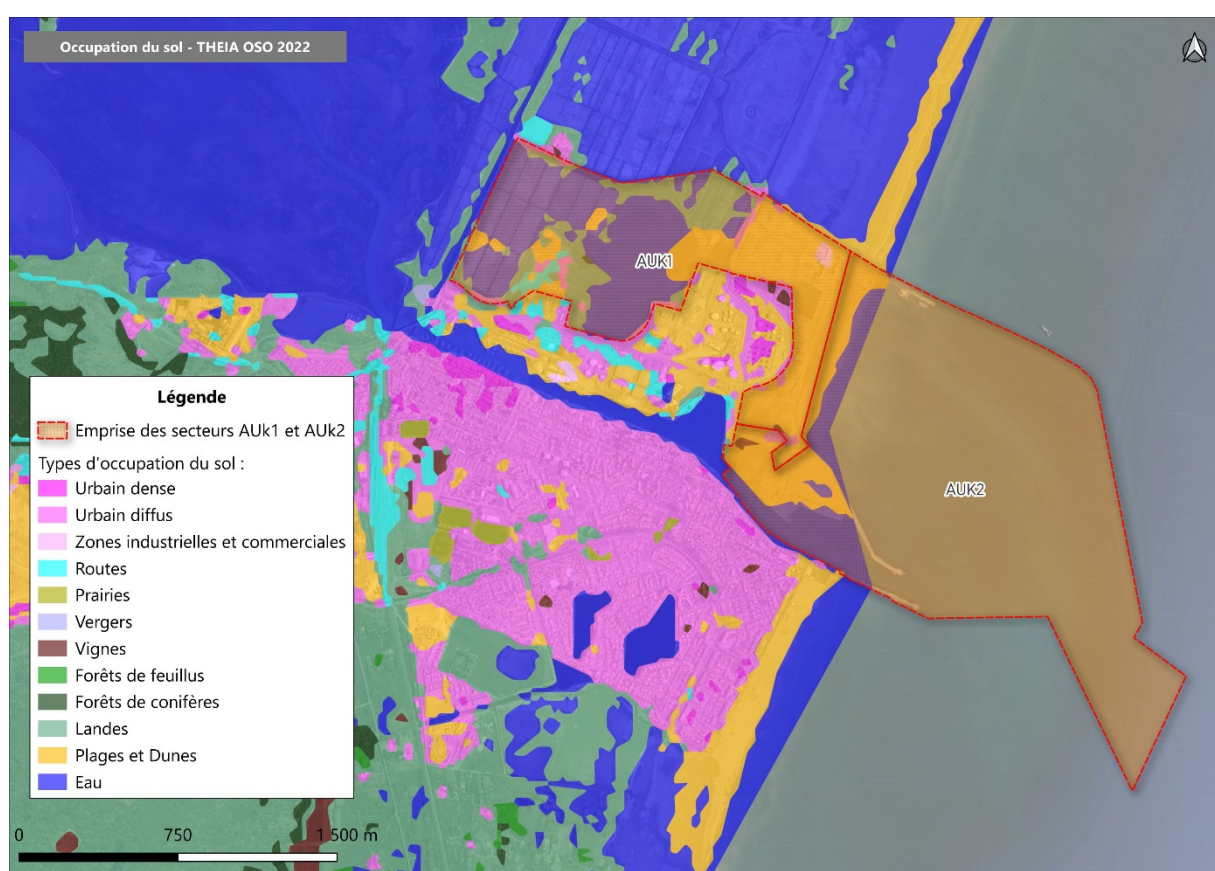 Occupation du sol - THEIA OSO 2022
AUK1
AUK2
Légende
Emprise des secteurs AUk1 et AUk2
Types d'occupation du sol :
Urbain dense
Urbain diffus
Zones industrielles et commerciales
Routes
Prairies
Vergers
Vignes
Forêts de feuillus
Forêts de conifères
Landes
Plages et Dunes
Eau
0 750 1 500 m